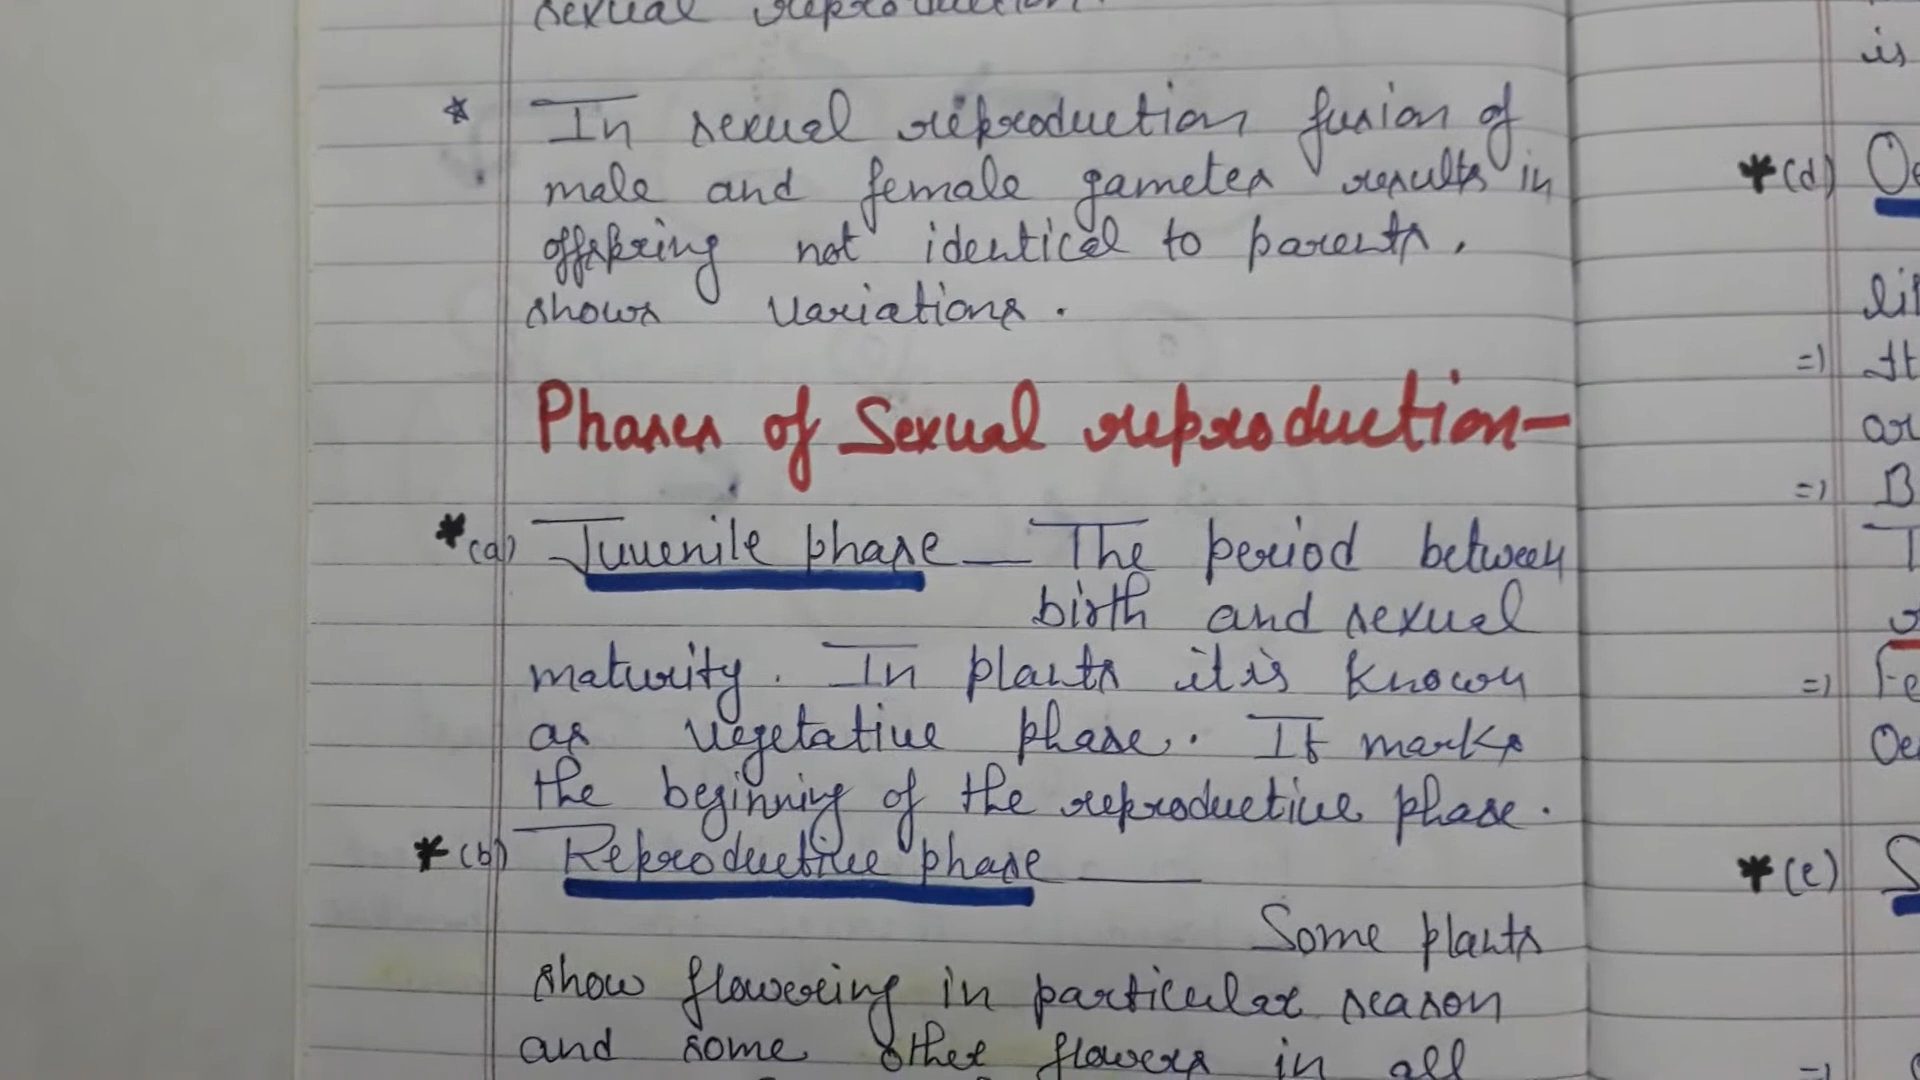 sexual reproduction.
* In sexual reproduction fusion of
male and female gametes results in
offspring not identical to parents,
shows variations.
Phases of Sexual reproduction-
*(a) Juvenile phase — The period between
birth and sexual
maturity. In plants it is known
as vegetative phase. It marks
the beginning of the reproductive phase.
*(b) Reproductive phase —
Some plants
show flowering in particular season
and some other flowers in all
is
*(d)
=)
=) B
=)
*(e)